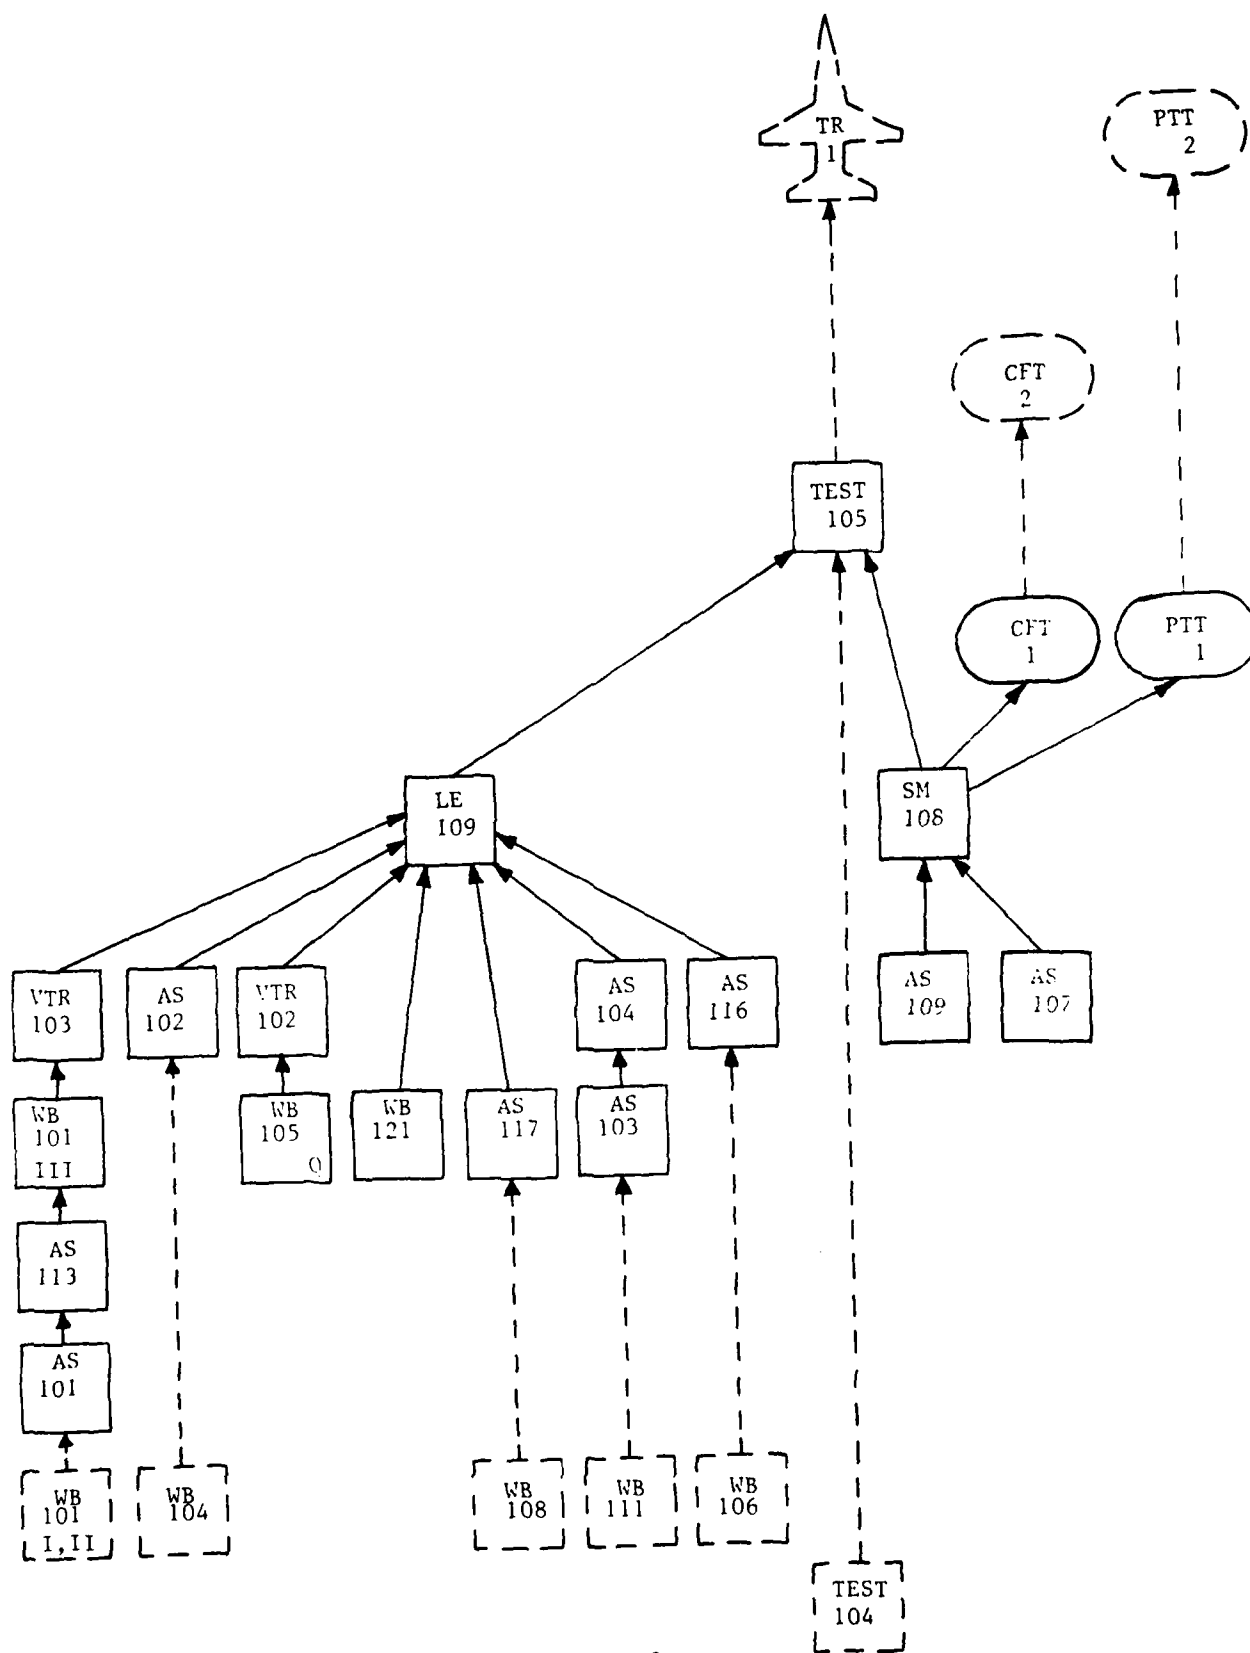 TR
1
PTT
2
CFT
2
TEST
105
CFT
1
PTT
1
LE
109
SM
108
VTR
103
AS
102
VTR
102
AS
104
AS
116
AS
109
AS
107
WB
101
III
WB
105
Q
WB
121
AS
117
AS
103
AS
113
AS
101
WB
101
I,II
WB
104
WB
108
WB
111
WB
106
TEST
104